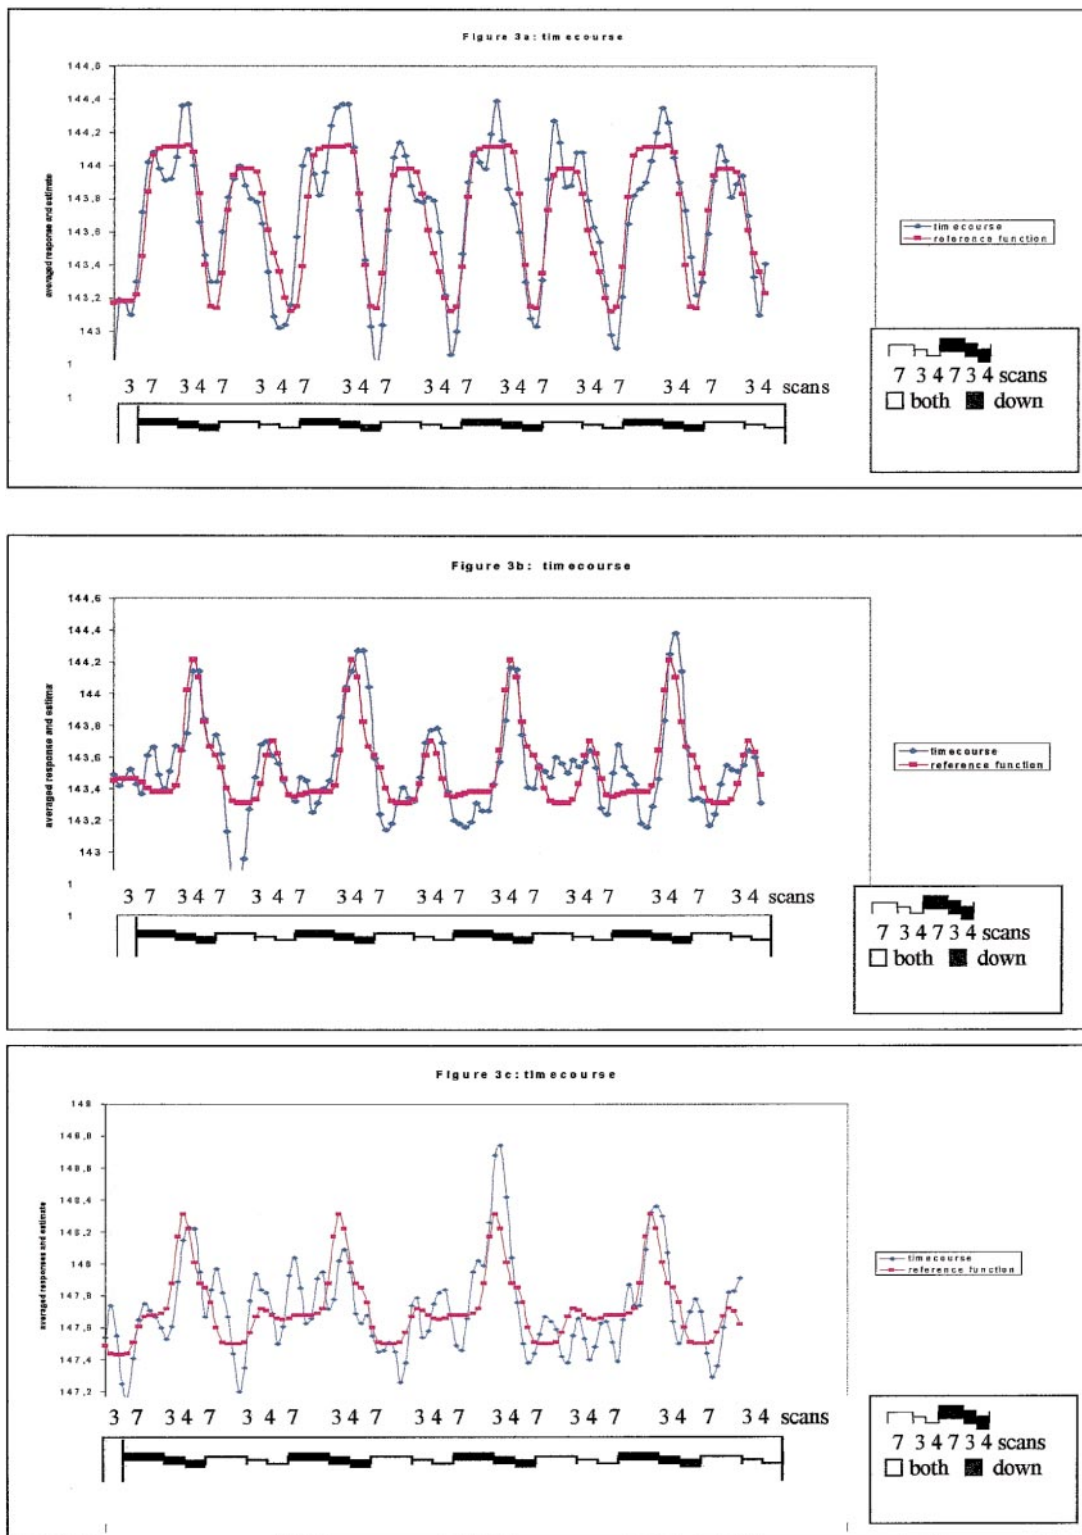 Figure 3a: timecourse
averaged response and estimate
144,6
144,4
144,2
144
143,8
143,6
143,4
143,2
143
1
1
3 7 3 4 7 3 4 7 3 4 7 3 4 7 3 4 7 3 4 7 3 4 7 3 4 scans
timecourse
reference function
7 3 4 7 3 4 scans
both down
Figure 3b: timecourse
averaged response and estimat
144,6
144,4
144,2
144
143,8
143,6
143,4
143,2
143
1
1
3 7 3 4 7 3 4 7 3 4 7 3 4 7 3 4 7 3 4 7 3 4 7 3 4 scans
timecourse
reference function
7 3 4 7 3 4 scans
both down
Figure 3c: timecourse
averaged responses and estimate
149
148,8
148,6
148,4
148,2
148
147,8
147,6
147,4
147,2
3 7 3 4 7 3 4 7 3 4 7 3 4 7 3 4 7 3 4 7 3 4 7 3 4 scans
timecourse
reference function
7 3 4 7 3 4 scans
both down